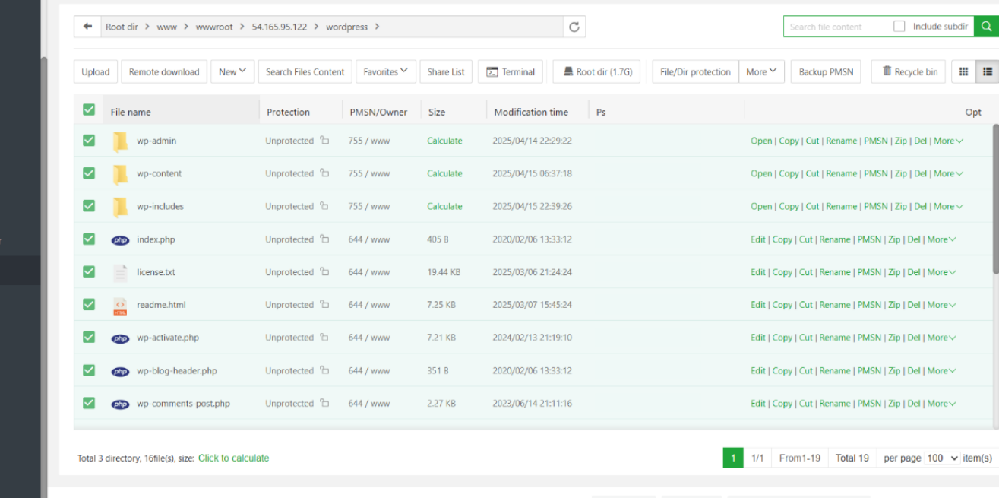 Root dir > www > wwwroot > 54.165.95.122 > wordpress >
Search file content Include subdir
Upload Remote download New Search Files Content Favorites Share List Terminal Root dir (1.7G) File/Dir protection More Backup PMSN Recycle bin
File name Protection PMSN/Owner Size Modification time Ps Opt
wp-admin Unprotected 755 / www Calculate 2025/04/14 22:29:22 Open | Copy | Cut | Rename | PMSN | Zip | Del | More
wp-content Unprotected 755 / www Calculate 2025/04/15 06:37:18 Open | Copy | Cut | Rename | PMSN | Zip | Del | More
wp-includes Unprotected 755 / www Calculate 2025/04/15 22:39:26 Open | Copy | Cut | Rename | PMSN | Zip | Del | More
php index.php Unprotected 644 / www 405 B 2020/02/06 13:33:12 Edit | Copy | Cut | Rename | PMSN | Zip | Del | More
license.txt Unprotected 644 / www 19.44 KB 2025/03/06 21:24:24 Edit | Copy | Cut | Rename | PMSN | Zip | Del | More
HTML readme.html Unprotected 644 / www 7.25 KB 2025/03/07 15:45:24 Edit | Copy | Cut | Rename | PMSN | Zip | Del | More
php wp-activate.php Unprotected 644 / www 7.21 KB 2024/02/13 21:19:10 Edit | Copy | Cut | Rename | PMSN | Zip | Del | More
php wp-blog-header.php Unprotected 644 / www 351 B 2020/02/06 13:33:12 Edit | Copy | Cut | Rename | PMSN | Zip | Del | More
php wp-comments-post.php Unprotected 644 / www 2.27 KB 2023/06/14 21:11:16 Edit | Copy | Cut | Rename | PMSN | Zip | Del | More
Total 3 directory, 16file(s), size: Click to calculate 1 1/1 From1-19 Total 19 per page 100 item(s)